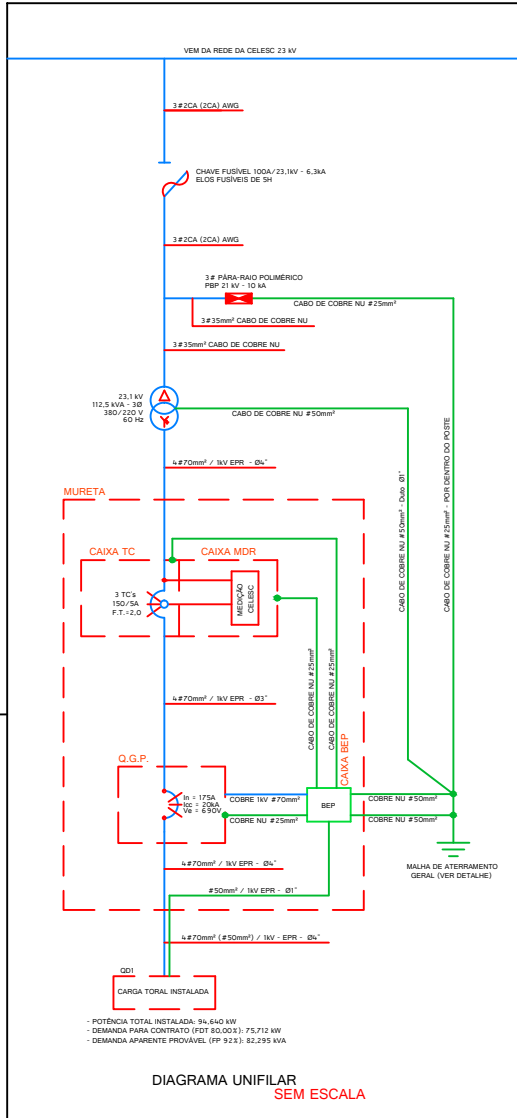 VEM DA REDE DA CELESC 23 kV
3#2CA (2CA) AWG
CHAVE FUSÍVEL 100A/23,1kV - 6,3kA
ELOS FUSÍVEIS DE 5H
3#2CA (2CA) AWG
3# PÁRA-RAIO POLIMÉRICO
PBP 21 kV - 10 kA
CABO DE COBRE NU #25mm²
3#35mm² CABO DE COBRE NU
3#35mm² CABO DE COBRE NU
23,1 kV
112,5 kVA - 3Ø
380/220 V
60 Hz
CABO DE COBRE NU #50mm²
CABO DE COBRE NU #50mm² - Duto Ø1"
CABO DE COBRE NU #25mm² - POR DENTRO DO POSTE
4#70mm² / 1kV EPR - Ø4"
MURETA
CAIXA TC
CAIXA MDR
3 TC's
150/5A
F.T.=2,0
MEDIÇÃO
CELESC
CABO DE COBRE NU #25mm²
CABO DE COBRE NU #25mm²
4#70mm² / 1kV EPR - Ø3"
CAIXA BEP
Q.G.P.
In = 175A
Icc = 20kA
Ve = 690V
COBRE 1kV #70mm²
BEP
COBRE NU #50mm²
COBRE NU #25mm²
COBRE NU #50mm²
MALHA DE ATERRAMENTO
GERAL (VER DETALHE)
4#70mm² / 1kV EPR - Ø4"
#50mm² / 1kV EPR - Ø1"
4#70mm² (#50mm²) / 1kV - EPR - Ø4"
QD1
CARGA TORAL INSTALADA
- POTÊNCIA TOTAL INSTALADA: 94,640 kW
- DEMANDA PARA CONTRATO (FDT 80,00%): 75,712 kW
- DEMANDA APARENTE PROVÁVEL (FP 92%): 82,295 kVA
DIAGRAMA UNIFILAR
SEM ESCALA